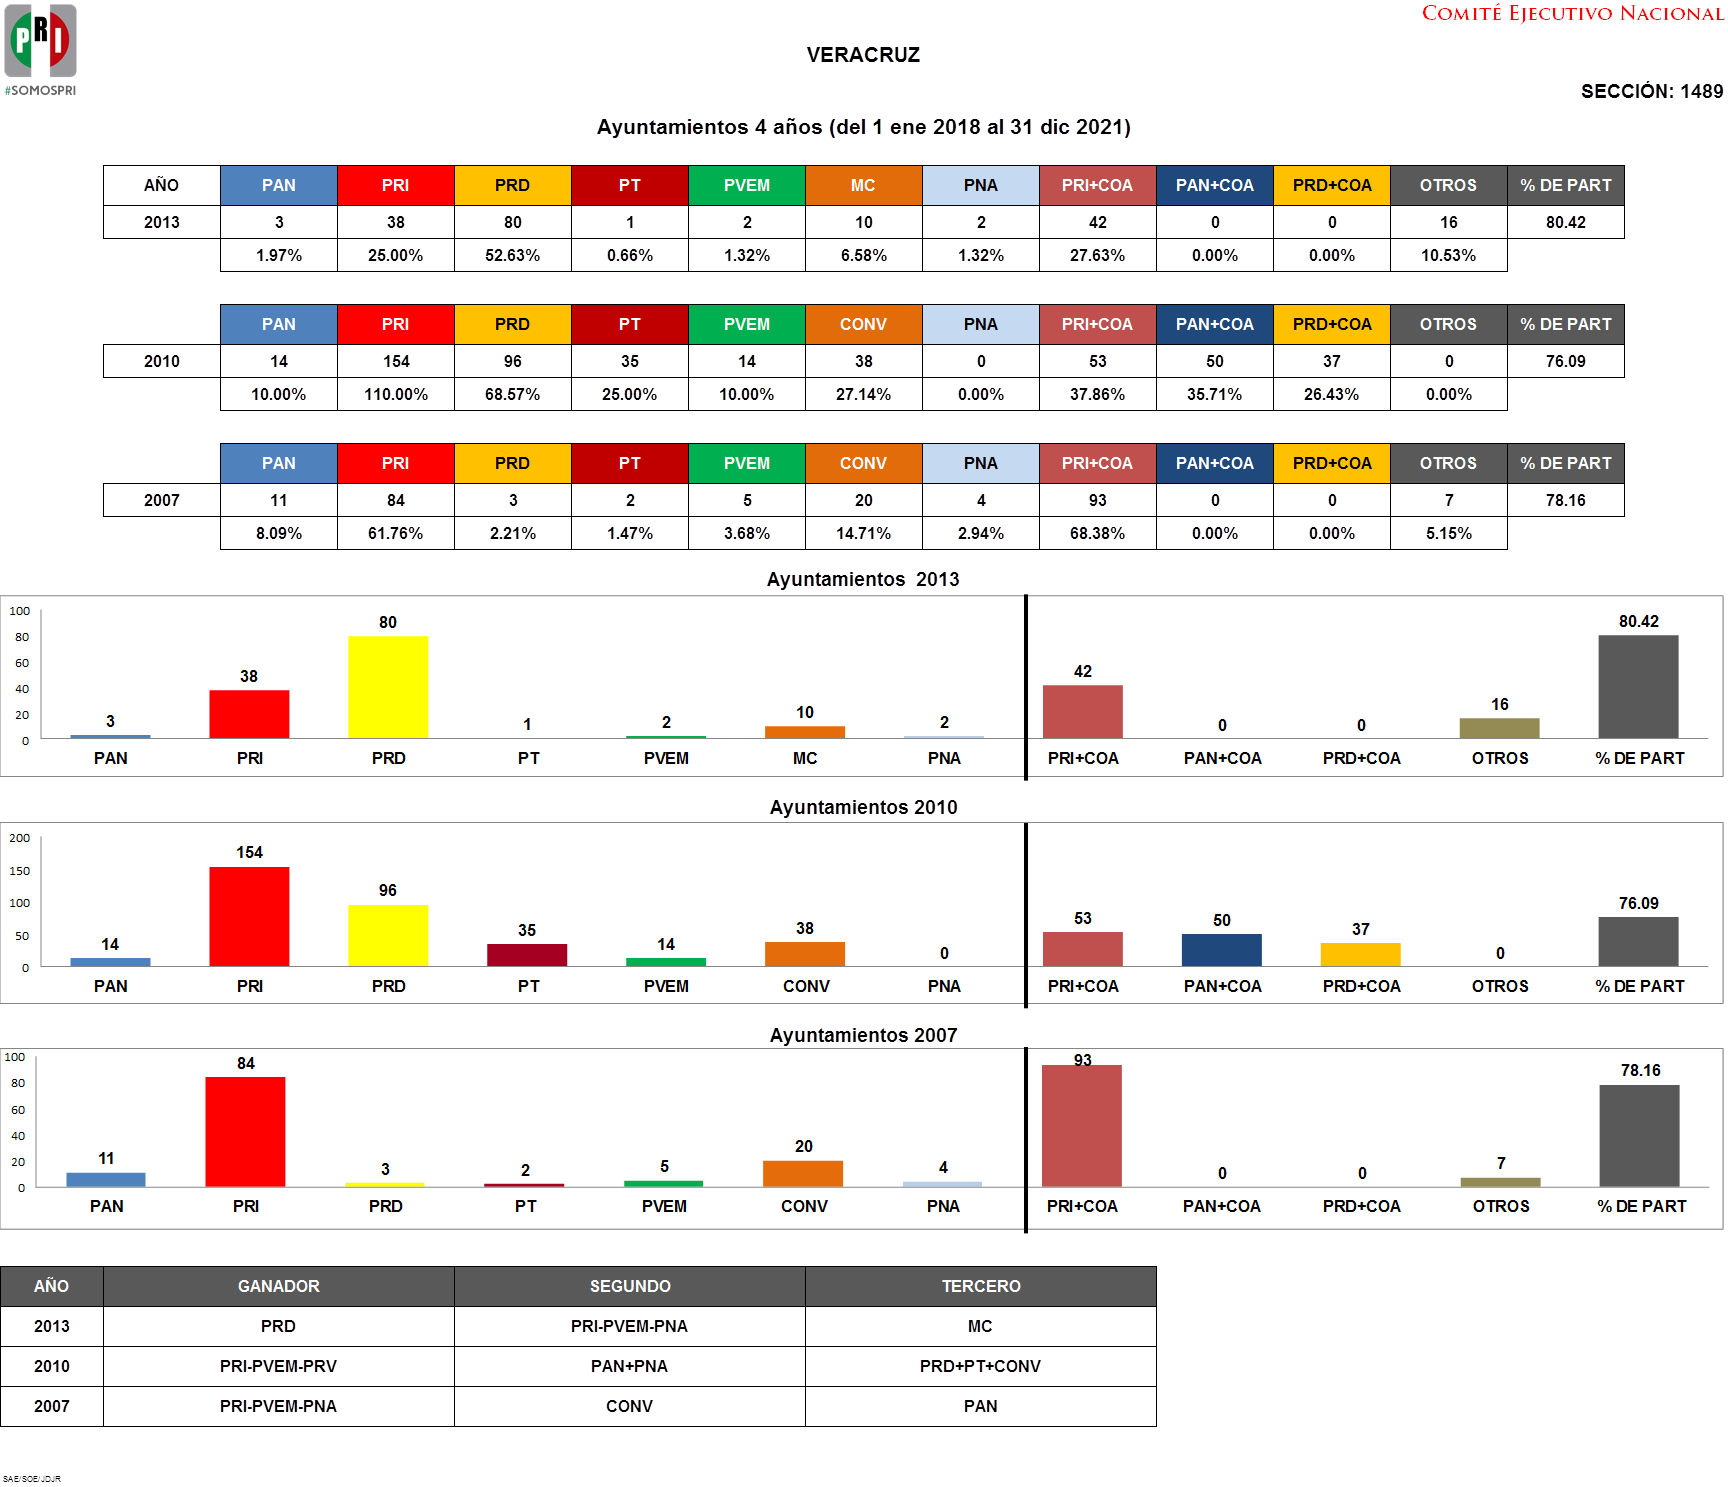 PRI
#SOMOSPRI
COMITÉ EJECUTIVO NACIONAL
VERACRUZ
SECCIÓN: 1489
Ayuntamientos 4 años (del 1 ene 2018 al 31 dic 2021)
AÑO PAN PRI PRD PT PVEM MC PNA PRI+COA PAN+COA PRD+COA OTROS % DE PART
2013 3 38 80 1 2 10 2 42 0 0 16 80.42
1.97% 25.00% 52.63% 0.66% 1.32% 6.58% 1.32% 27.63% 0.00% 0.00% 10.53%
PAN PRI PRD PT PVEM CONV PNA PRI+COA PAN+COA PRD+COA OTROS % DE PART
2010 14 154 96 35 14 38 0 53 50 37 0 76.09
10.00% 110.00% 68.57% 25.00% 10.00% 27.14% 0.00% 37.86% 35.71% 26.43% 0.00%
PAN PRI PRD PT PVEM CONV PNA PRI+COA PAN+COA PRD+COA OTROS % DE PART
2007 11 84 3 2 5 20 4 93 0 0 7 78.16
8.09% 61.76% 2.21% 1.47% 3.68% 14.71% 2.94% 68.38% 0.00% 0.00% 5.15%
Ayuntamientos 2013
100
80
60
40
20
0
3 38 80 1 2 10 2 42 0 0 16 80.42
PAN PRI PRD PT PVEM MC PNA PRI+COA PAN+COA PRD+COA OTROS % DE PART
Ayuntamientos 2010
200
150
100
50
0
14 154 96 35 14 38 0 53 50 37 0 76.09
PAN PRI PRD PT PVEM CONV PNA PRI+COA PAN+COA PRD+COA OTROS % DE PART
Ayuntamientos 2007
100
80
60
40
20
0
11 84 3 2 5 20 4 93 0 0 7 78.16
PAN PRI PRD PT PVEM CONV PNA PRI+COA PAN+COA PRD+COA OTROS % DE PART
AÑO GANADOR SEGUNDO TERCERO
2013 PRD PRI-PVEM-PNA MC
2010 PRI-PVEM-PRV PAN+PNA PRD+PT+CONV
2007 PRI-PVEM-PNA CONV PAN
SAE/SOE/JDJR